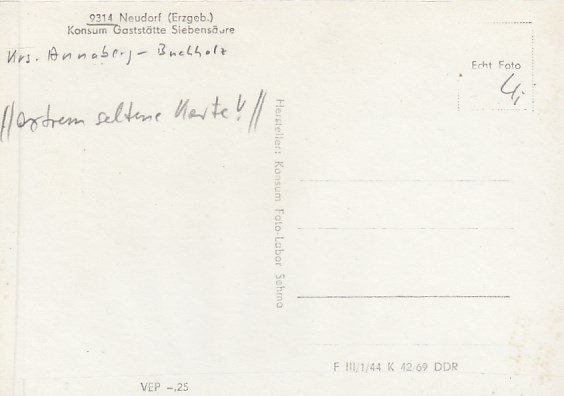 9314 Neudorf (Erzgeb.)
Konsum Gaststätte Siebensäure
Krs. Annaberg-Buchholz
Echt Foto
4,-
//extrem seltene Karte!//
Hersteller: Konsum Foto-Labor Sehma
F III/1/44 K 42 69 DDR
VEP -,25